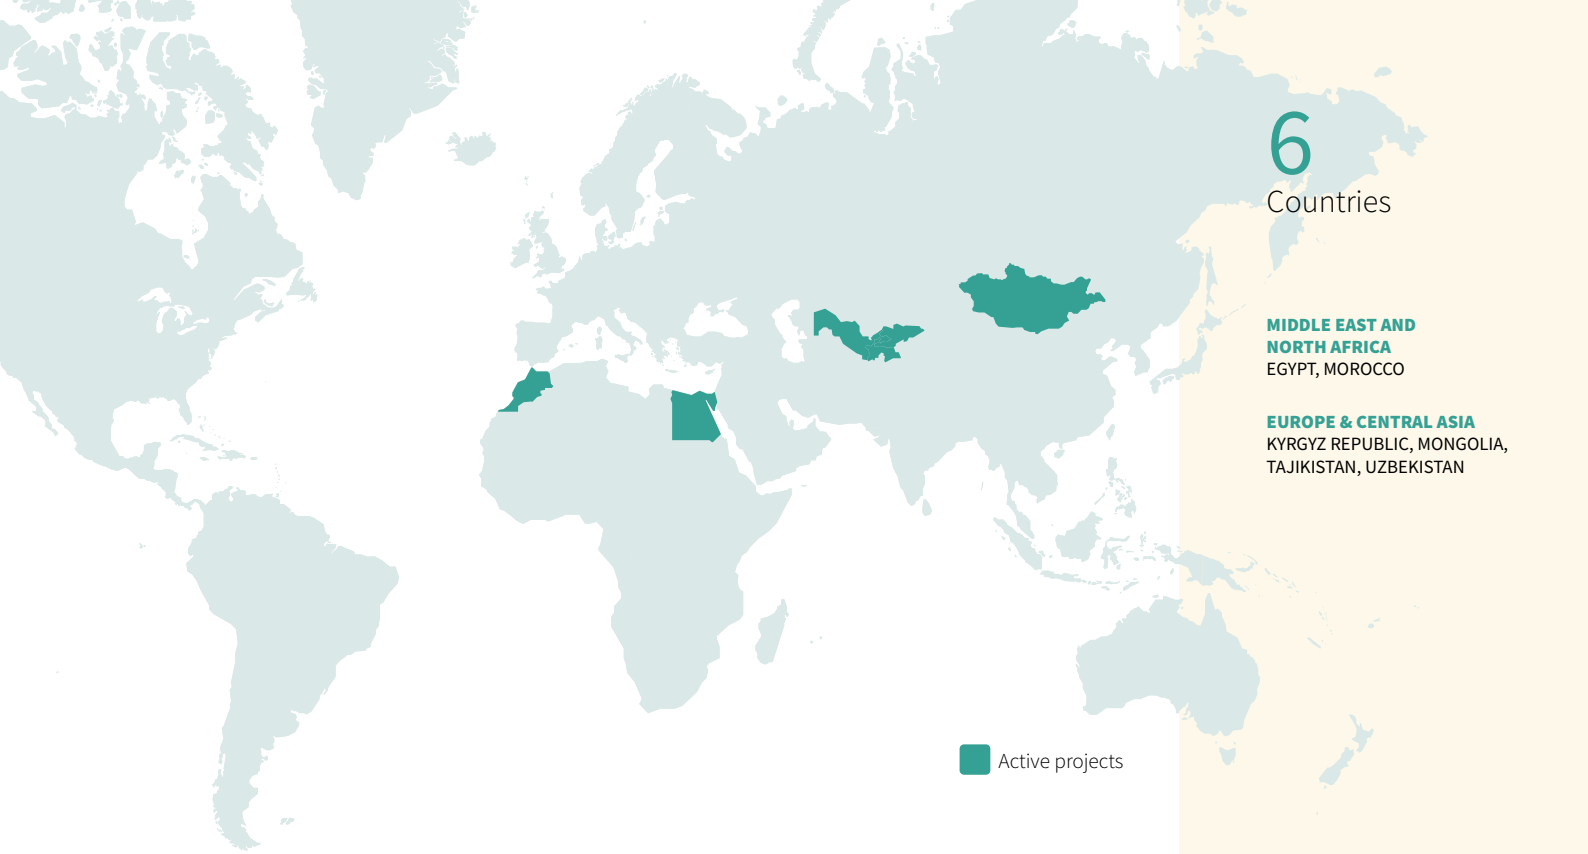 6
Countries
MIDDLE EAST AND
NORTH AFRICA
EGYPT, MOROCCO
EUROPE & CENTRAL ASIA
KYRGYZ REPUBLIC, MONGOLIA,
TAJIKISTAN, UZBEKISTAN
Active projects